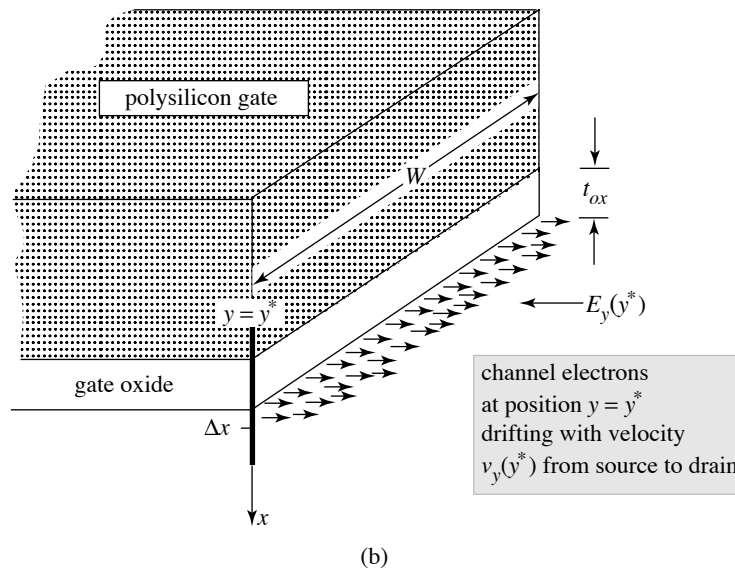 polysilicon gate
W
t_ox
y = y*
E_y(y*)
gate oxide
Δx
channel electrons
at position y = y*
drifting with velocity
v_y(y*) from source to drain
x
(b)